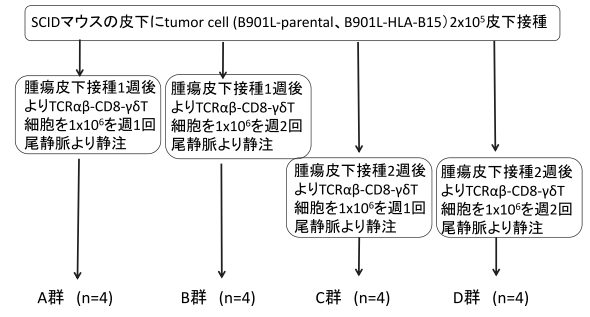 SCIDマウスの皮下にtumor cell (B901L-parental、B901L-HLA-B15）2x10⁵皮下接種
腫瘍皮下接種1週後
よりTCRαβ-CD8-γδT
細胞を1x10⁶を週1回
尾静脈より静注
腫瘍皮下接種1週後
よりTCRαβ-CD8-γδT
細胞を1x10⁶を週2回
尾静脈より静注
腫瘍皮下接種2週後
よりTCRαβ-CD8-γδT
細胞を1x10⁶を週1回
尾静脈より静注
腫瘍皮下接種2週後
よりTCRαβ-CD8-γδT
細胞を1x10⁶を週2回
尾静脈より静注
A群 (n=4)
B群 (n=4)
C群 (n=4)
D群 (n=4)